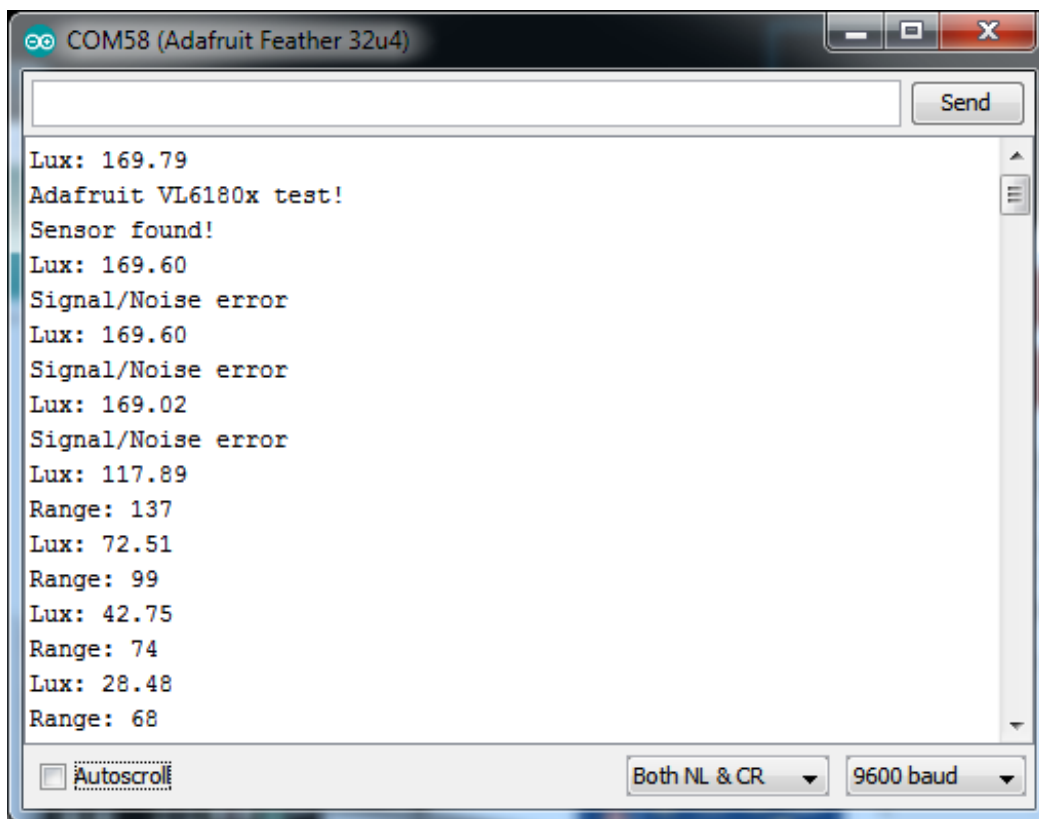 COM58 (Adafruit Feather 32u4)
Send
Lux: 169.79
Adafruit VL6180x test!
Sensor found!
Lux: 169.60
Signal/Noise error
Lux: 169.60
Signal/Noise error
Lux: 169.02
Signal/Noise error
Lux: 117.89
Range: 137
Lux: 72.51
Range: 99
Lux: 42.75
Range: 74
Lux: 28.48
Range: 68
Autoscroll Both NL & CR 9600 baud